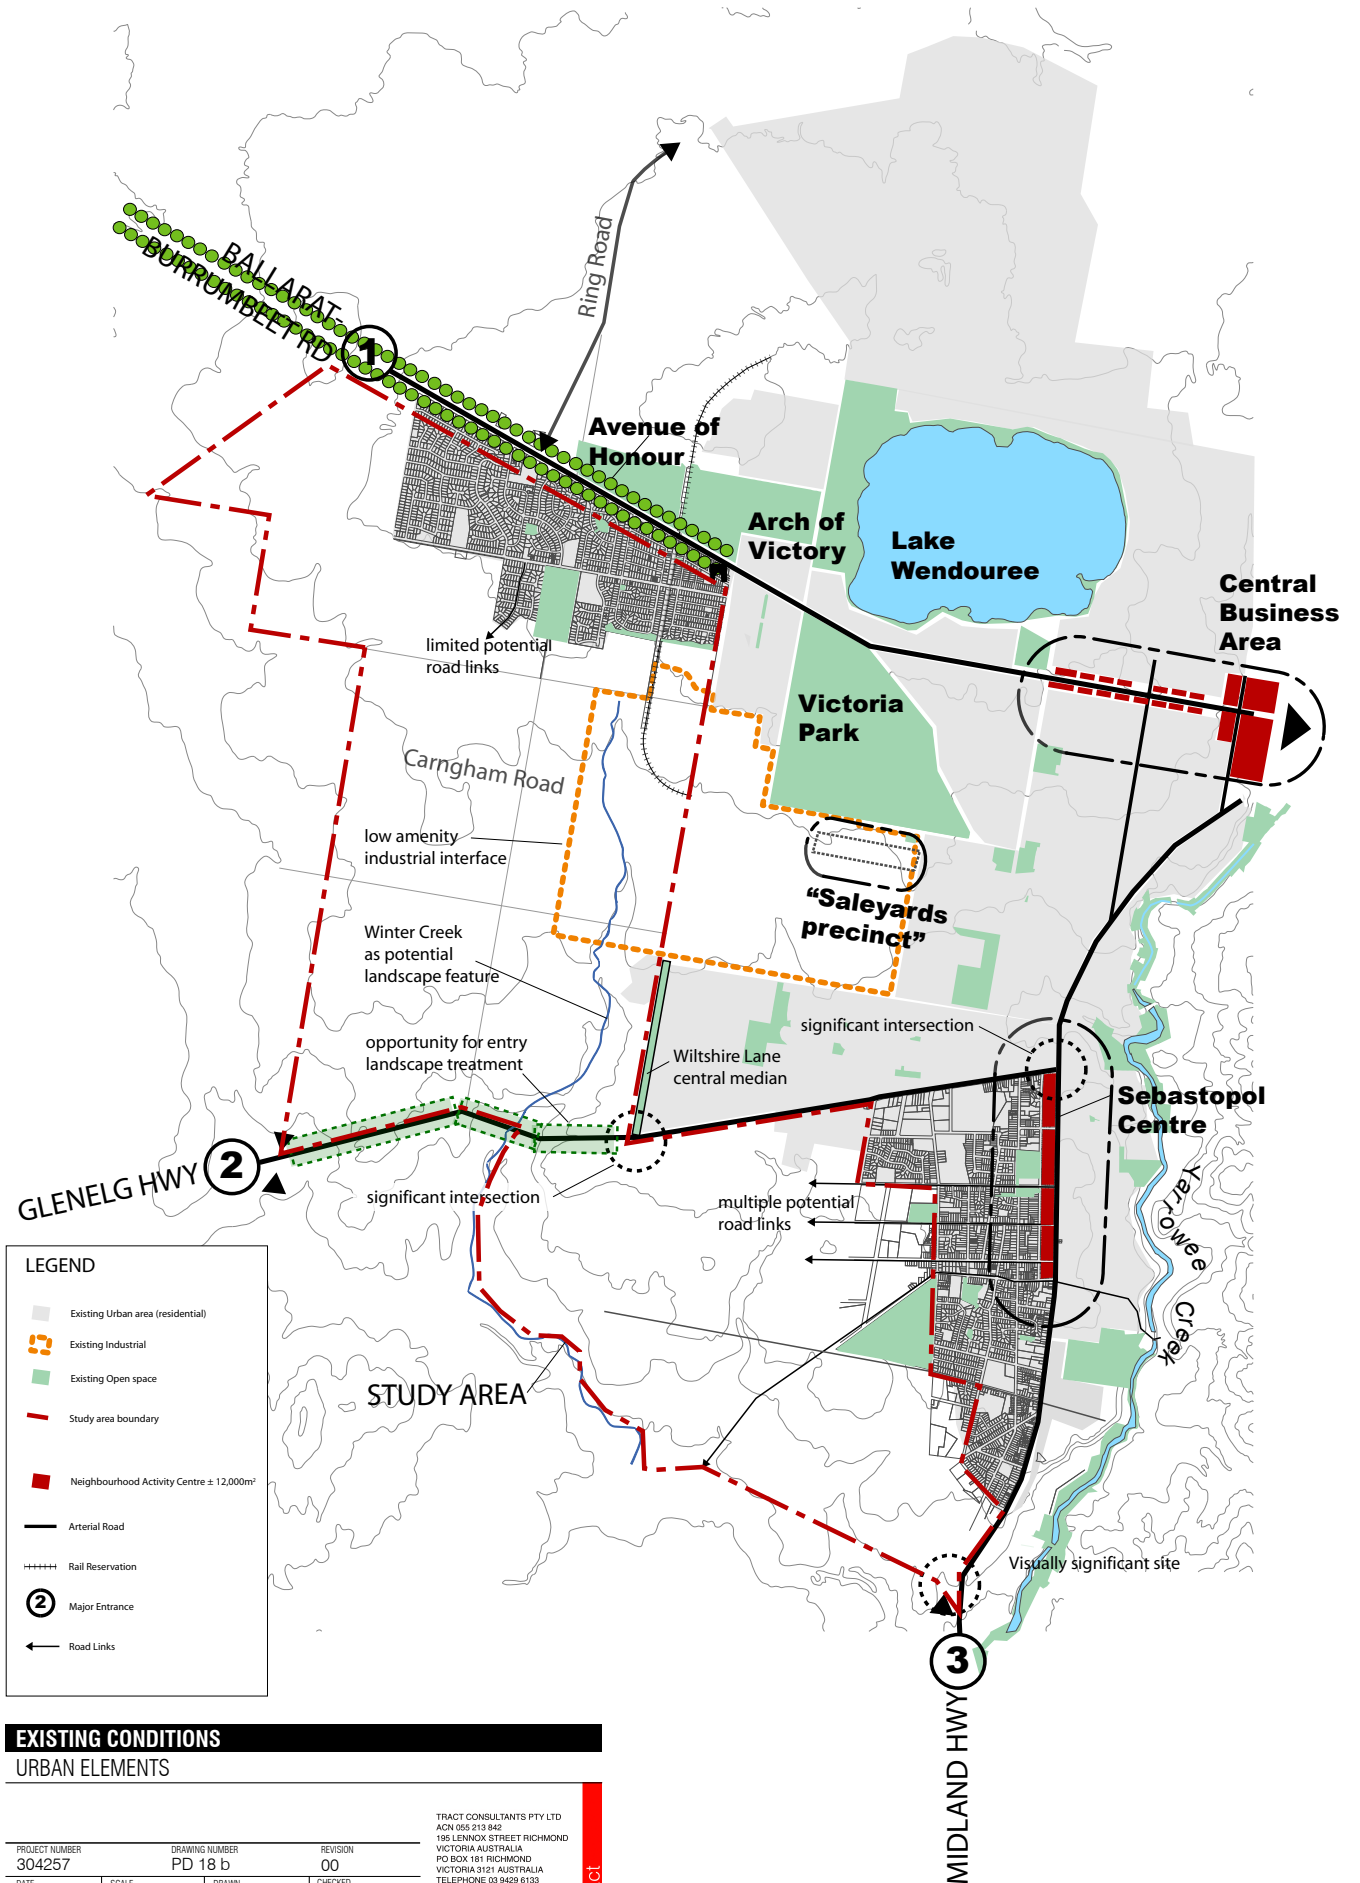 Ring Road
BALLARAT-
BURRUMBEET RD
1
Avenue of
Honour
Arch of
Victory
Lake
Wendouree
Central
Business
Area
limited potential
road links
Victoria
Park
Carngham Road
low amenity
industrial interface
"Saleyards
precinct"
Winter Creek
as potential
landscape feature
significant intersection
opportunity for entry
landscape treatment
Wiltshire Lane
central median
Sebastopol
Centre
2
GLENELG HWY
significant intersection
multiple potential
road links
Yarrowee
Creek
STUDY AREA
Visually significant site
3
MIDLAND HWY
LEGEND
Existing Urban area (residential)
Existing Industrial
Existing Open space
Study area boundary
Neighbourhood Activity Centre ± 12,000m²
Arterial Road
Rail Reservation
2 Major Entrance
Road Links
EXISTING CONDITIONS
URBAN ELEMENTS
TRACT CONSULTANTS PTY LTD
ACN 055 213 842
195 LENNOX STREET RICHMOND
VICTORIA AUSTRALIA
PO BOX 181 RICHMOND
VICTORIA 3121 AUSTRALIA
TELEPHONE 03 9429 6133
ct
PROJECT NUMBER DRAWING NUMBER REVISION
304257 PD 18 b 00
DATE SCALE DRAWN CHECKED